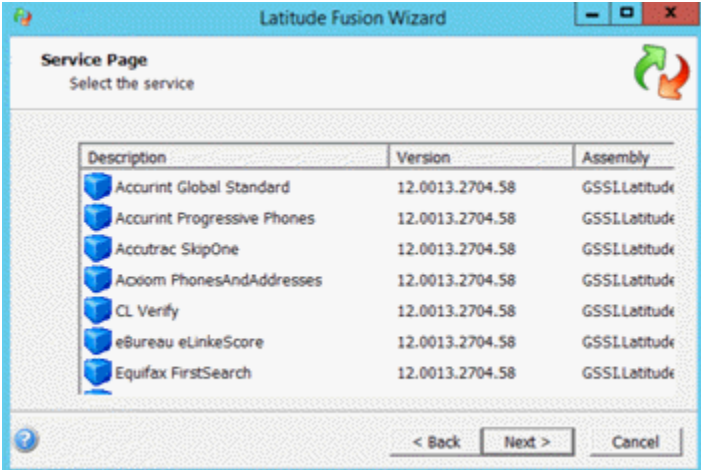 Latitude Fusion Wizard
Service Page
Select the service
Description Version Assembly
Accurint Global Standard 12.0013.2704.58 GSSI.Latitude
Accurint Progressive Phones 12.0013.2704.58 GSSI.Latitude
Accutrac SkipOne 12.0013.2704.58 GSSI.Latitude
Acxiom PhonesAndAddresses 12.0013.2704.58 GSSI.Latitude
CL Verify 12.0013.2704.58 GSSI.Latitude
eBureau eLinkeScore 12.0013.2704.58 GSSI.Latitude
Equifax FirstSearch 12.0013.2704.58 GSSI.Latitude
< Back Next > Cancel